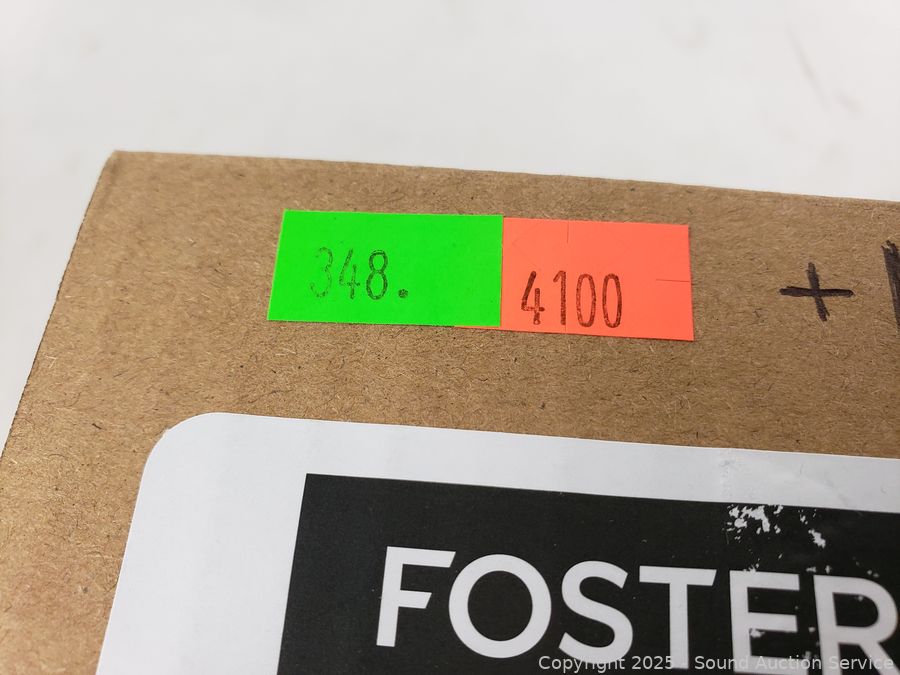 348.
4100
+
FOSTER
Copyright 2025 - Sound Auction Service